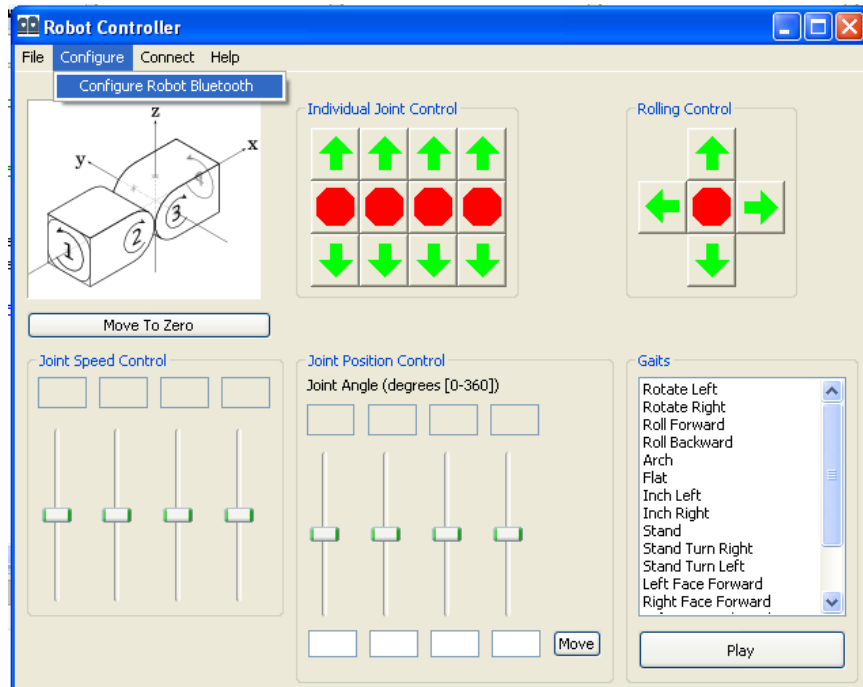 Robot Controller
File Configure Connect Help
Configure Robot Bluetooth
z
x
y
1
2
3
Move To Zero
Individual Joint Control
Rolling Control
Joint Speed Control
Joint Position Control
Joint Angle (degrees [0-360])
Move
Gaits
Rotate Left
Rotate Right
Roll Forward
Roll Backward
Arch
Flat
Inch Left
Inch Right
Stand
Stand Turn Right
Stand Turn Left
Left Face Forward
Right Face Forward
Play